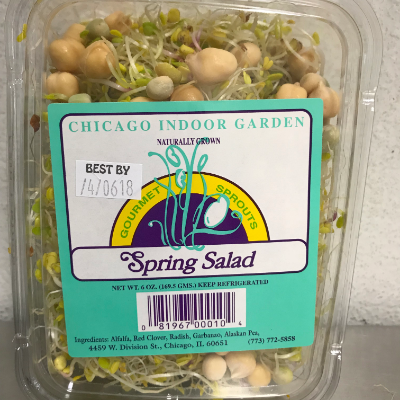 CHICAGO INDOOR GARDEN
NATURALLY GROWN
BEST BY
/4/0618
GOURMET SPROUTS
Spring Salad
NET WT. 6 OZ. (169.5 GMS.) KEEP REFRIGERATED
0 81967 00010 4
Ingredients: Alfalfa, Red Clover, Radish, Garbanzo, Alaskan Pea,
4459 W. Division St., Chicago, IL 60651 (773) 772-5858